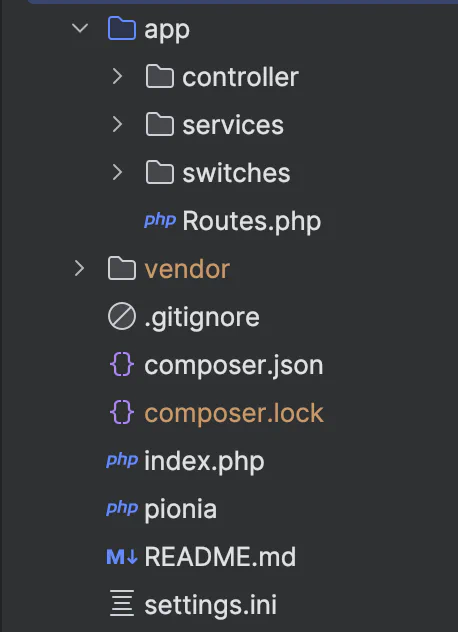 app
controller
services
switches
php Routes.php
vendor
.gitignore
{} composer.json
{} composer.lock
php index.php
php pionia
M↓ README.md
settings.ini